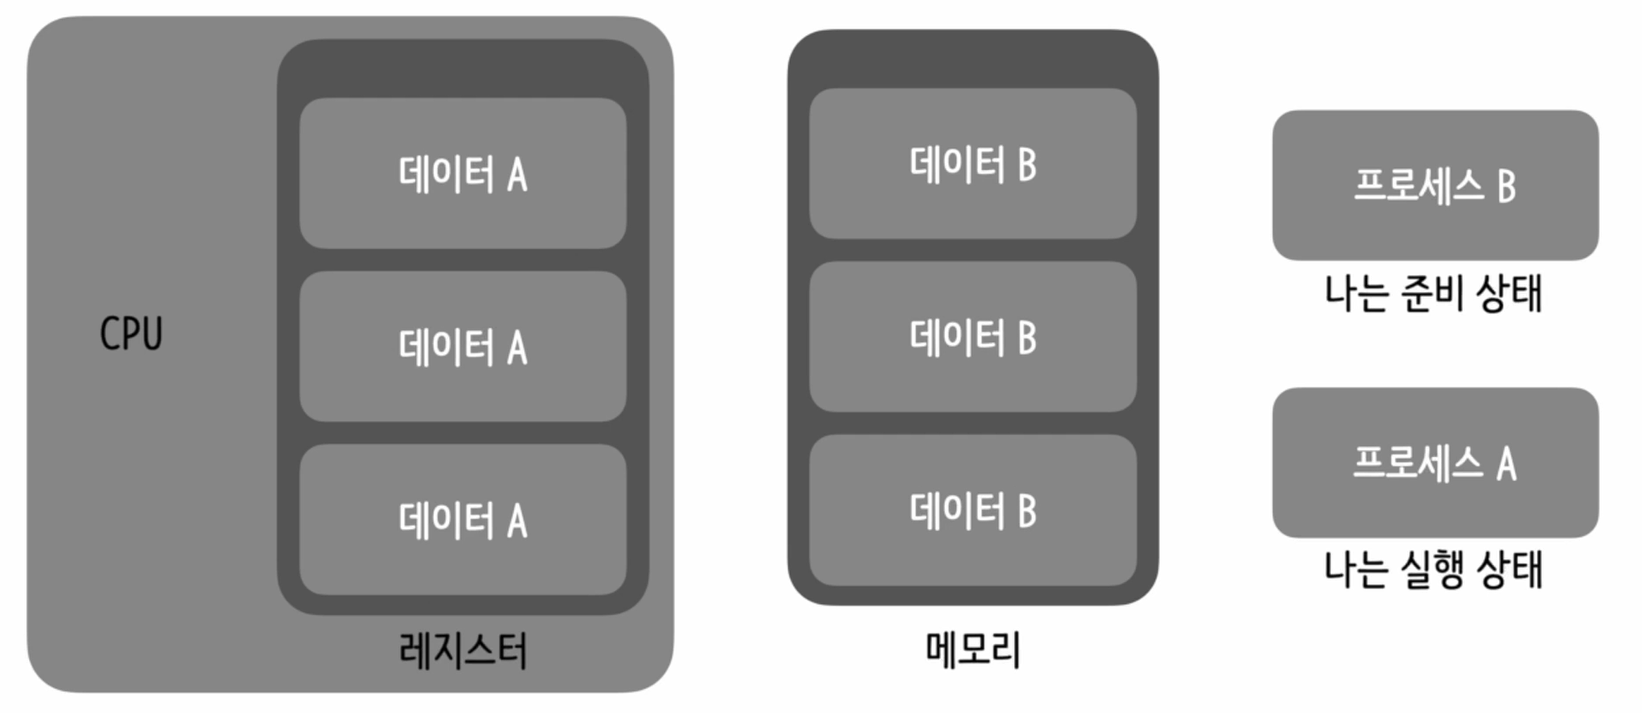 CPU
데이터 A
데이터 A
데이터 A
레지스터
데이터 B
데이터 B
데이터 B
메모리
프로세스 B
나는 준비 상태
프로세스 A
나는 실행 상태